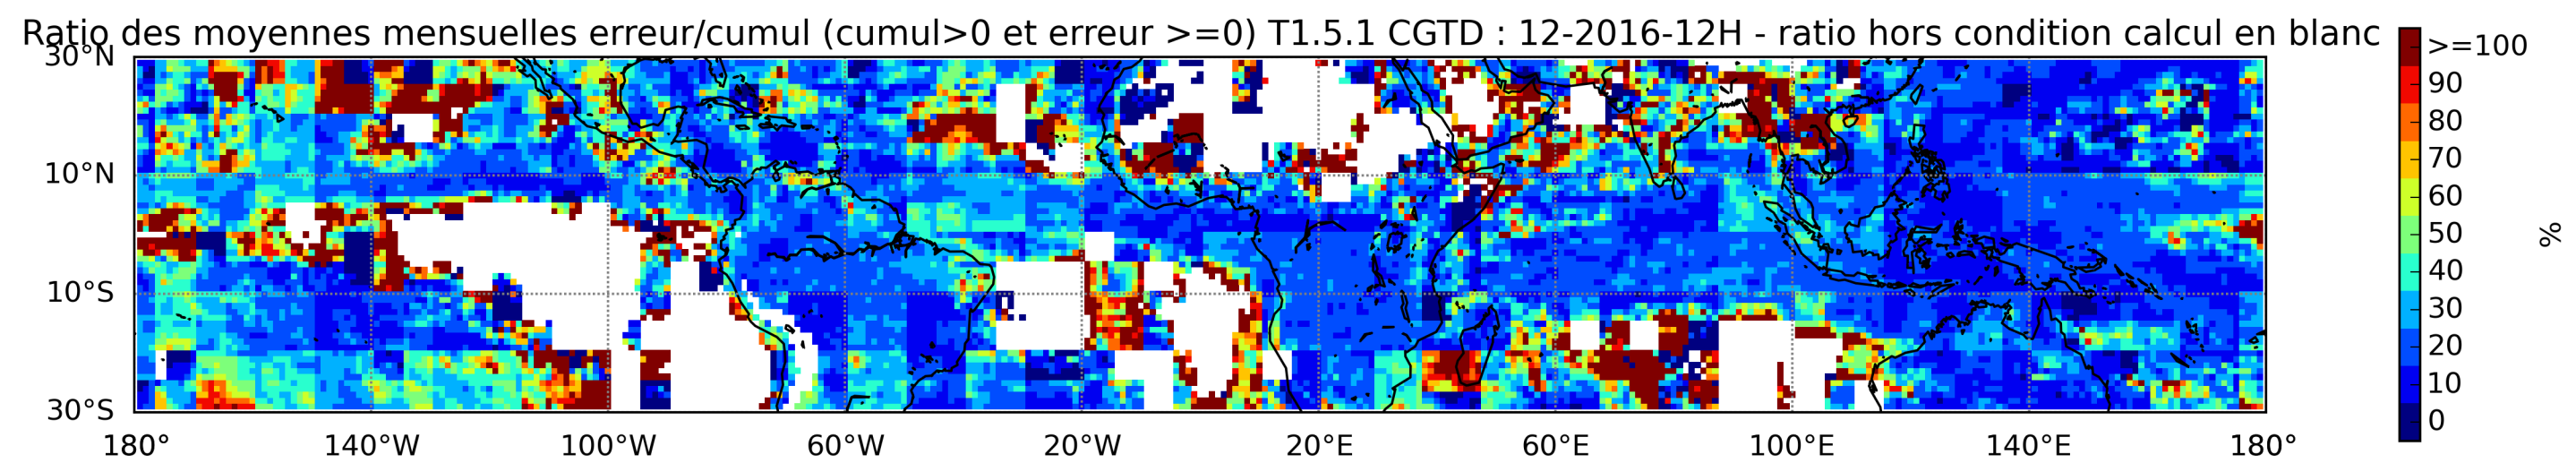 Ratio des moyennes mensuelles erreur/cumul (cumul>0 et erreur >=0) T1.5.1 CGTD : 12-2016-12H - ratio hors condition calcul en blanc
30°N
10°N
10°S
30°S
180°
140°W
100°W
60°W
20°W
20°E
60°E
100°E
140°E
180°
>=100
90
80
70
60
50
40
30
20
10
0
%